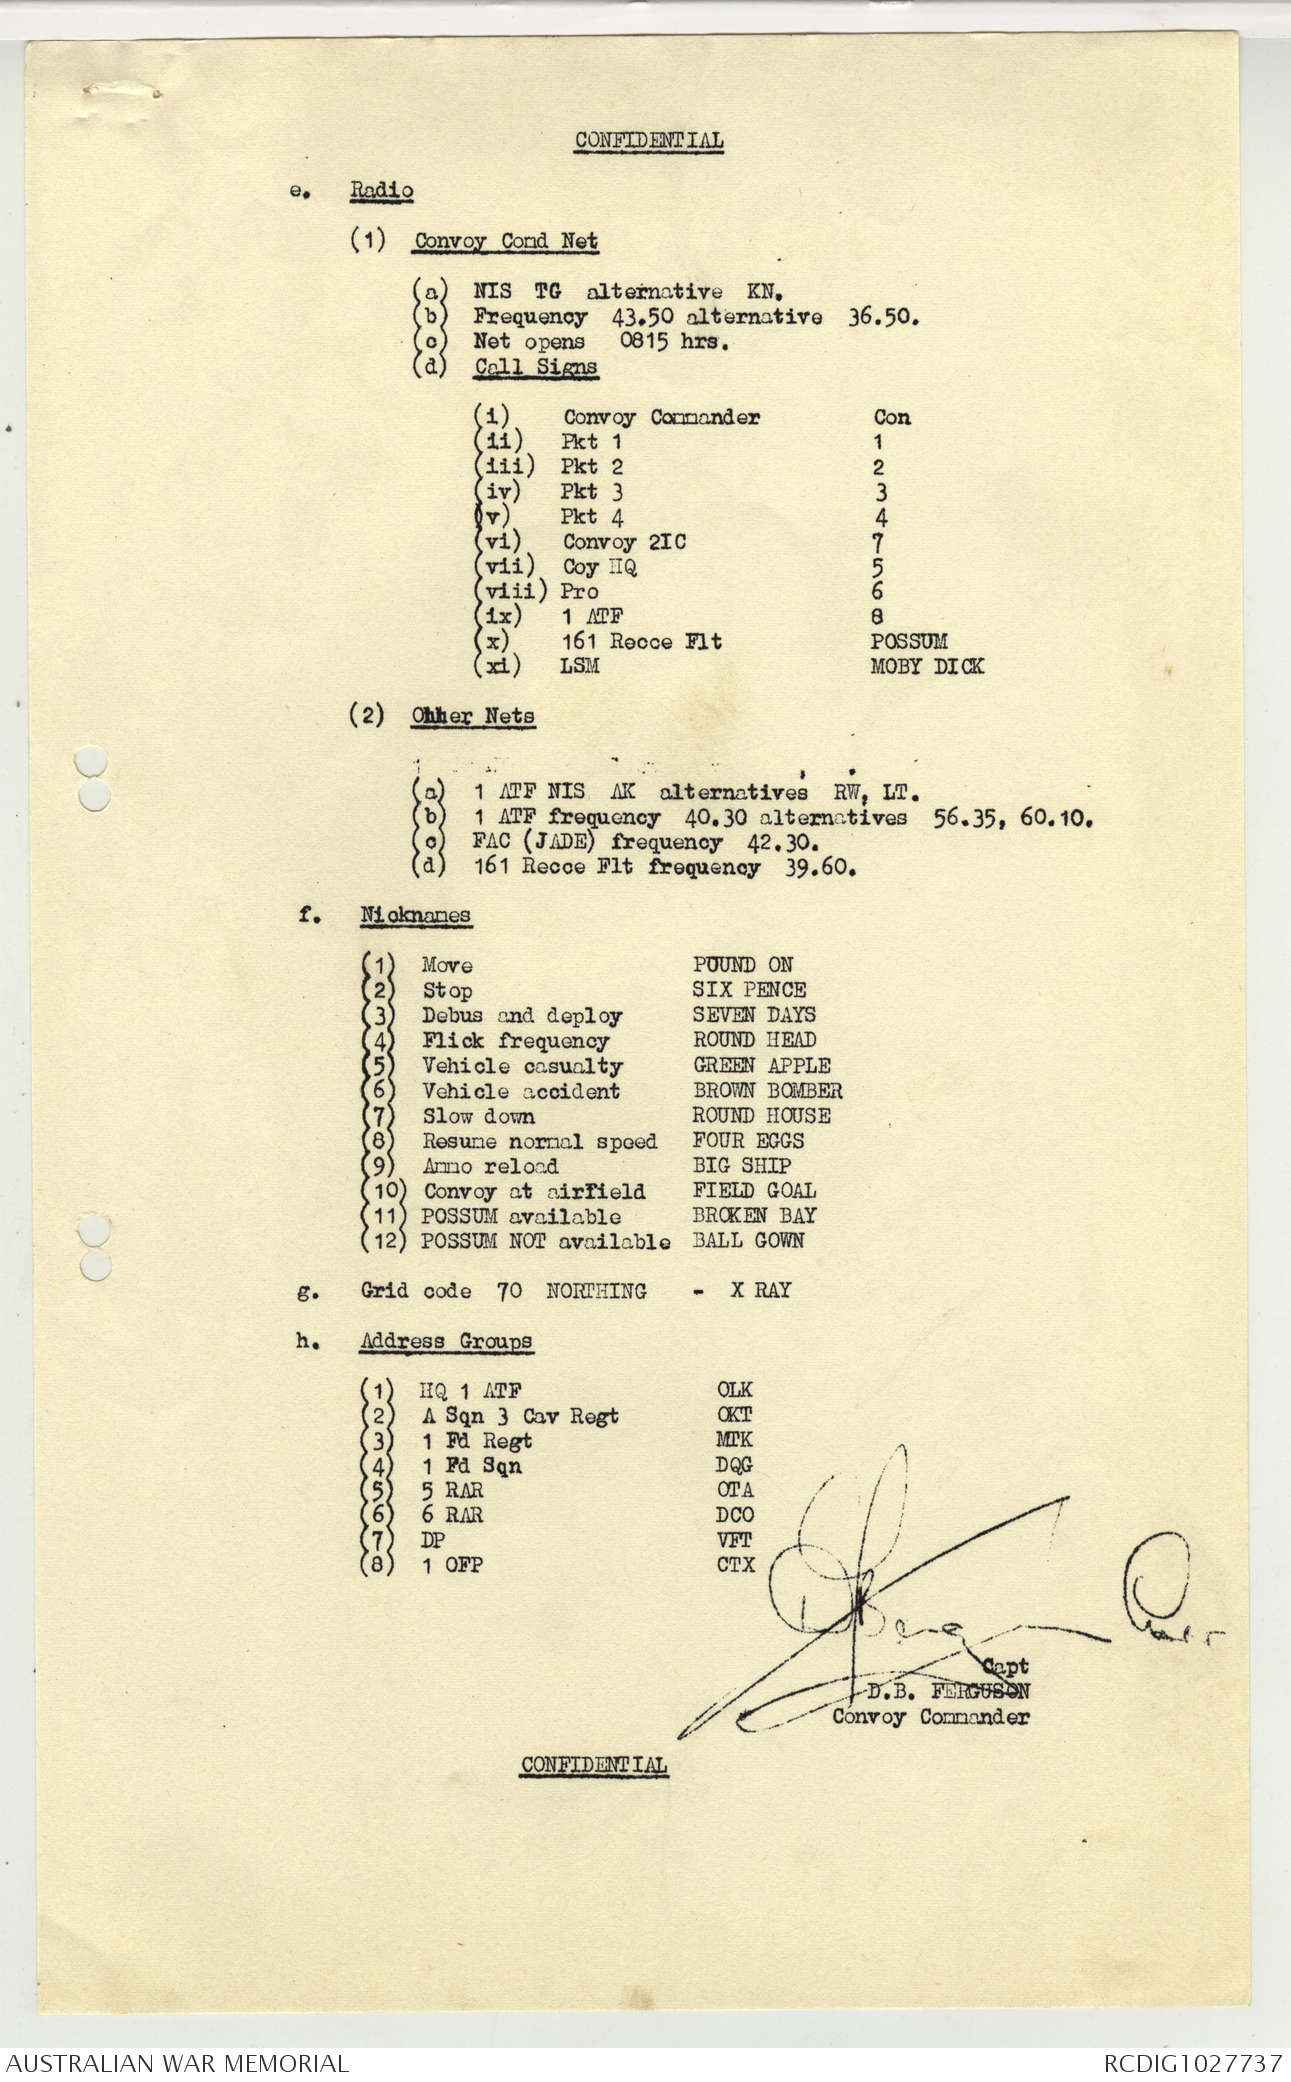 CONFIDENTIAL
e. Radio
(1) Convoy Comd Net
(a) NIS TG alternative KN.
(b) Frequency 43.50 alternative 36.50.
(c) Net opens 0815 hrs.
(d) Call Signs
(i) Convoy Commander Con
(ii) Pkt 1 1
(iii) Pkt 2 2
(iv) Pkt 3 3
(v) Pkt 4 4
(vi) Convoy 2IC 7
(vii) Coy HQ 5
(viii) Pro 6
(ix) 1 ATF 8
(x) 161 Recce Flt POSSUM
(xi) LSM MOBY DICK
(2) Other Nets
(a) 1 ATF NIS AK alternatives RW, LT.
(b) 1 ATF frequency 40.30 alternatives 56.35, 60.10.
(c) FAC (JADE) frequency 42.30.
(d) 161 Recce Flt frequency 39.60.
f. Nicknames
(1) Move POUND ON
(2) Stop SIX PENCE
(3) Debus and deploy SEVEN DAYS
(4) Flick frequency ROUND HEAD
(5) Vehicle casualty GREEN APPLE
(6) Vehicle accident BROWN BOMBER
(7) Slow down ROUND HOUSE
(8) Resume normal speed FOUR EGGS
(9) Ammo reload BIG SHIP
(10) Convoy at airfield FIELD GOAL
(11) POSSUM available BROKEN BAY
(12) POSSUM NOT available BALL GOWN
g. Grid code 70 NORTHING - X RAY
h. Address Groups
(1) HQ 1 ATF OLK
(2) A Sqn 3 Cav Regt OKT
(3) 1 Fd Regt MTK
(4) 1 Fd Sqn DQG
(5) 5 RAR OTA
(6) 6 RAR DCO
(7) DP VFT
(8) 1 OFP CTX
Capt
D.B. FERGUSON
Convoy Commander
CONFIDENTIAL
AUSTRALIAN WAR MEMORIAL
RCDIG1027737